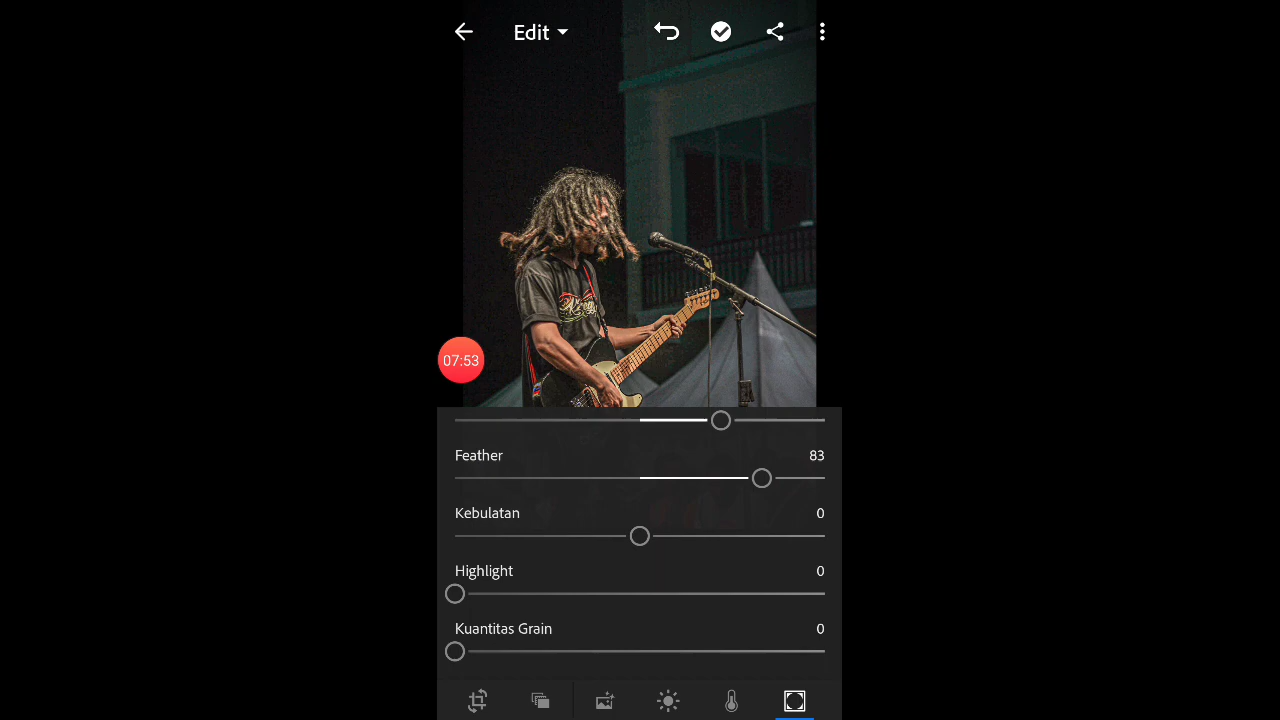 Edit
07:53
Feather 83
Kebulatan 0
Highlight 0
Kuantitas Grain 0